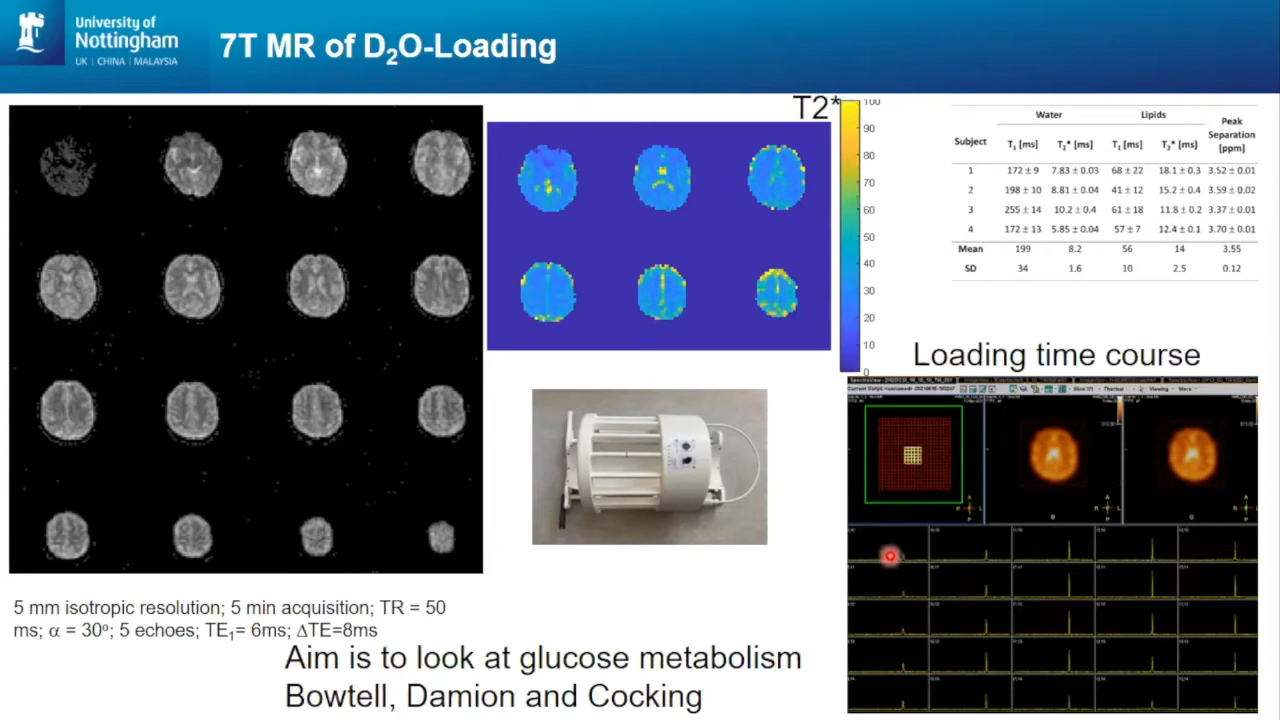 University of
Nottingham
UK | CHINA | MALAYSIA
7T MR of D₂O-Loading
T2*
100
90
80
70
60
50
40
30
20
10
0
Water Lipids Peak Separation [ppm]
Subject T₁ [ms] T₂* [ms] T₁ [ms] T₂* [ms]
1 172 ± 9 7.83 ± 0.03 68 ± 22 18.1 ± 0.3 3.52 ± 0.01
2 198 ± 10 8.81 ± 0.04 41 ± 12 15.2 ± 0.4 3.59 ± 0.02
3 255 ± 14 10.2 ± 0.4 61 ± 18 11.8 ± 0.2 3.37 ± 0.01
4 172 ± 13 5.85 ± 0.04 57 ± 7 12.4 ± 0.1 3.70 ± 0.01
Mean 199 8.2 56 14 3.55
SD 34 1.6 10 2.5 0.12
Loading time course
5 mm isotropic resolution; 5 min acquisition; TR = 50
ms; α = 30º; 5 echoes; TE₁= 6ms; ΔTE=8ms
Aim is to look at glucose metabolism
Bowtell, Damion and Cocking